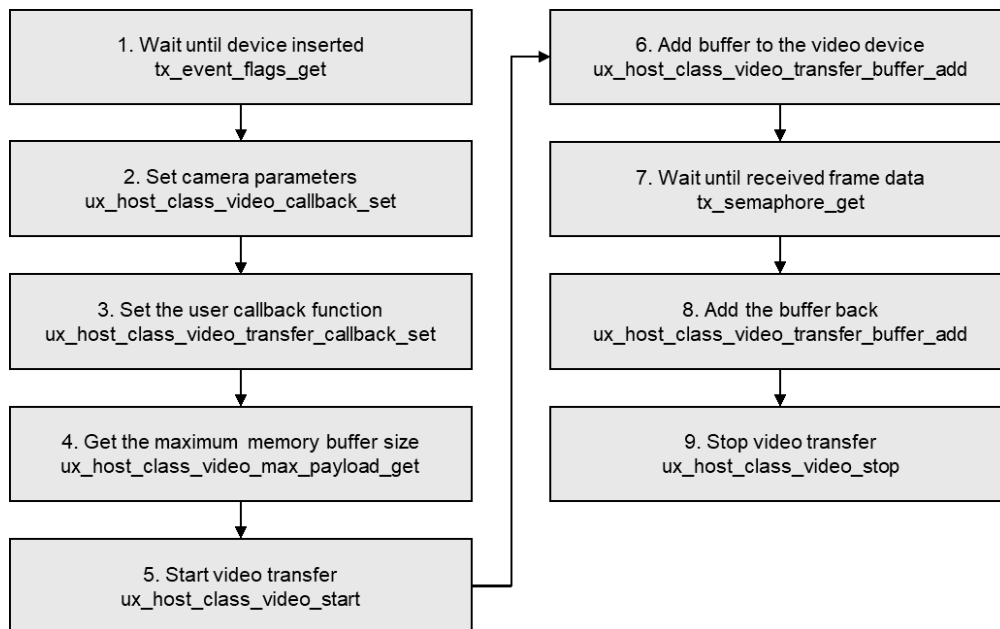 1. Wait until device inserted
tx_event_flags_get
2. Set camera parameters
ux_host_class_video_callback_set
3. Set the user callback function
ux_host_class_video_transfer_callback_set
4. Get the maximum memory buffer size
ux_host_class_video_max_payload_get
5. Start video transfer
ux_host_class_video_start
6. Add buffer to the video device
ux_host_class_video_transfer_buffer_add
7. Wait until received frame data
tx_semaphore_get
8. Add the buffer back
ux_host_class_video_transfer_buffer_add
9. Stop video transfer
ux_host_class_video_stop